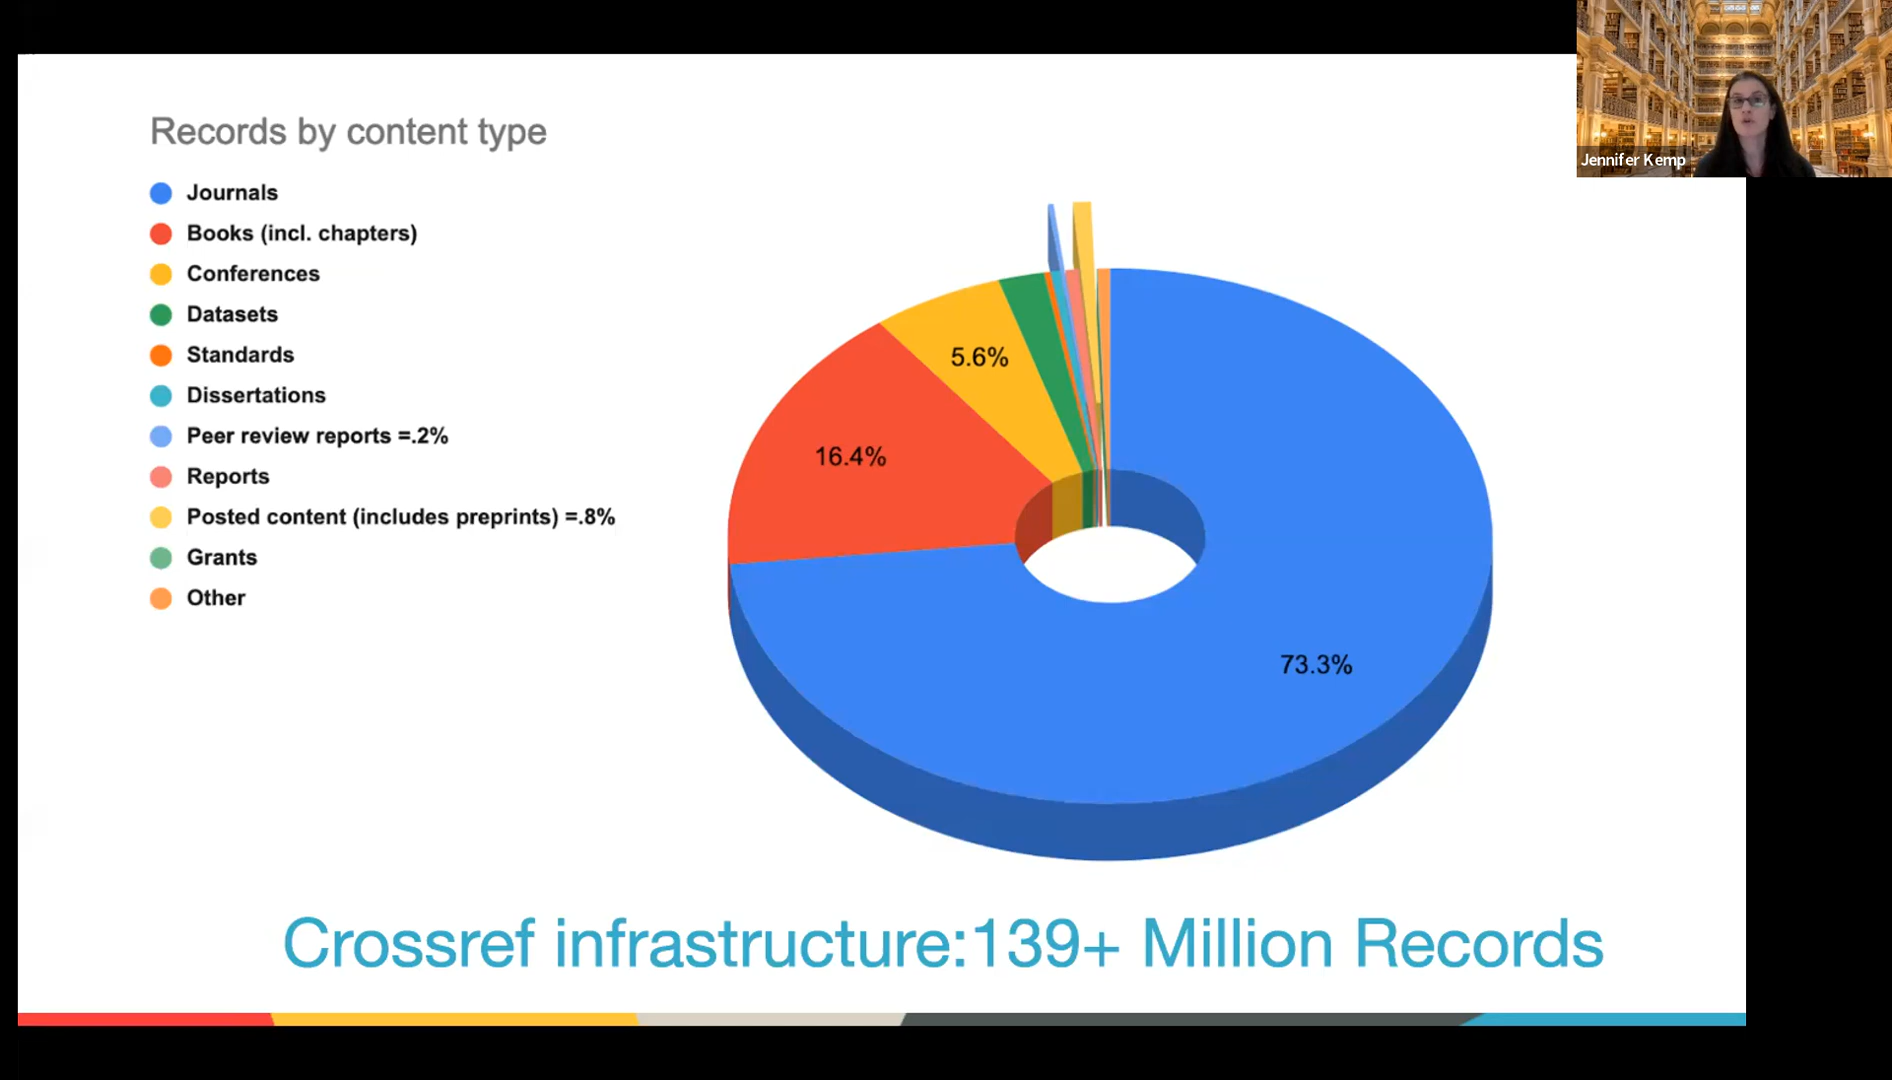 Jennifer Kemp
Records by content type
Journals
Books (incl. chapters)
Conferences
Datasets
Standards
Dissertations
Peer review reports =.2%
Reports
Posted content (includes preprints) =.8%
Grants
Other
5.6%
16.4%
73.3%
Crossref infrastructure:139+ Million Records